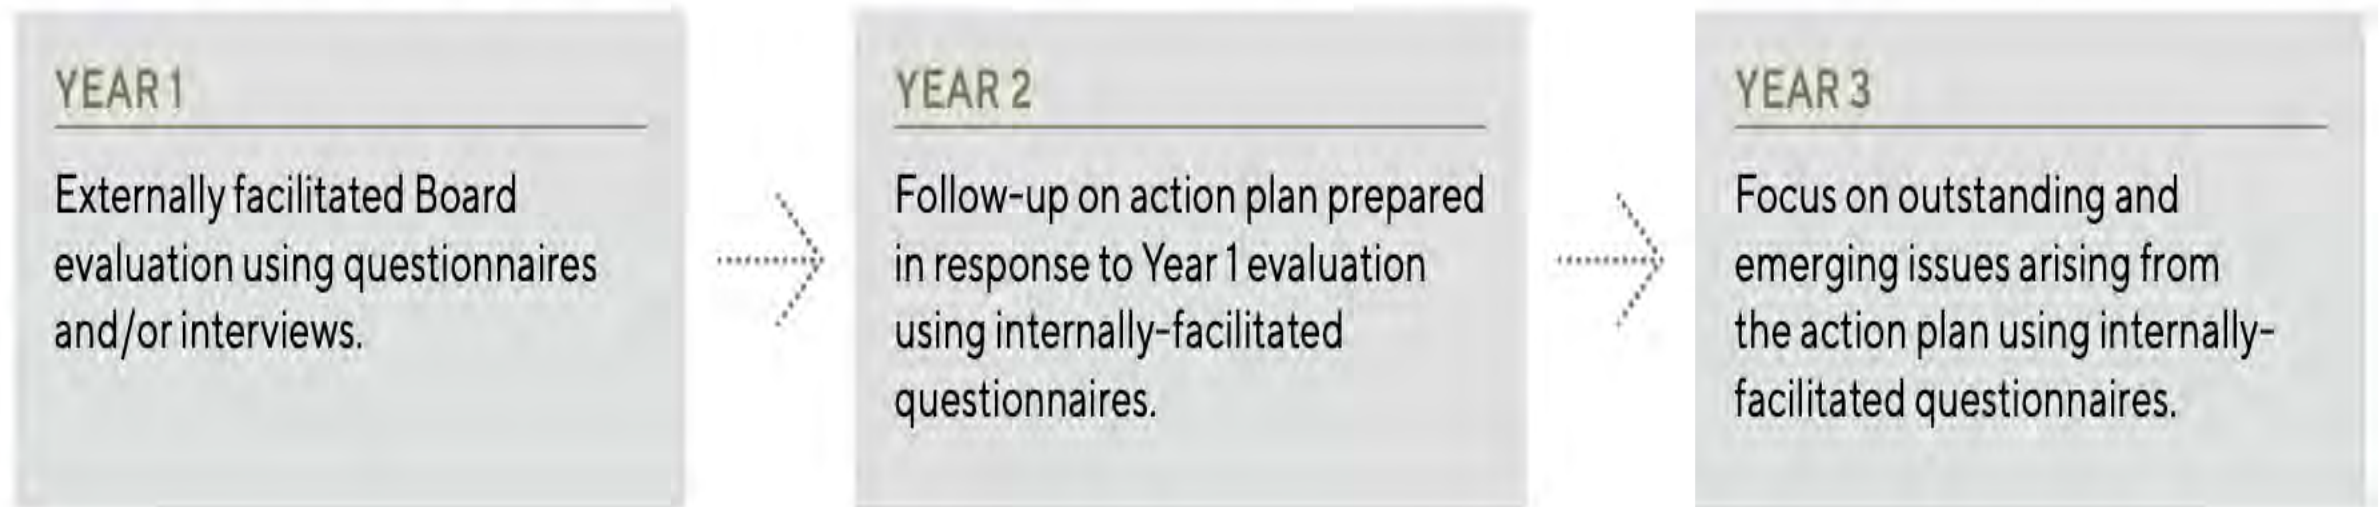 YEAR 1
Externally facilitated Board
evaluation using questionnaires
and/or interviews.
YEAR 2
Follow-up on action plan prepared
in response to Year 1 evaluation
using internally-facilitated
questionnaires.
YEAR 3
Focus on outstanding and
emerging issues arising from
the action plan using internally-
facilitated questionnaires.